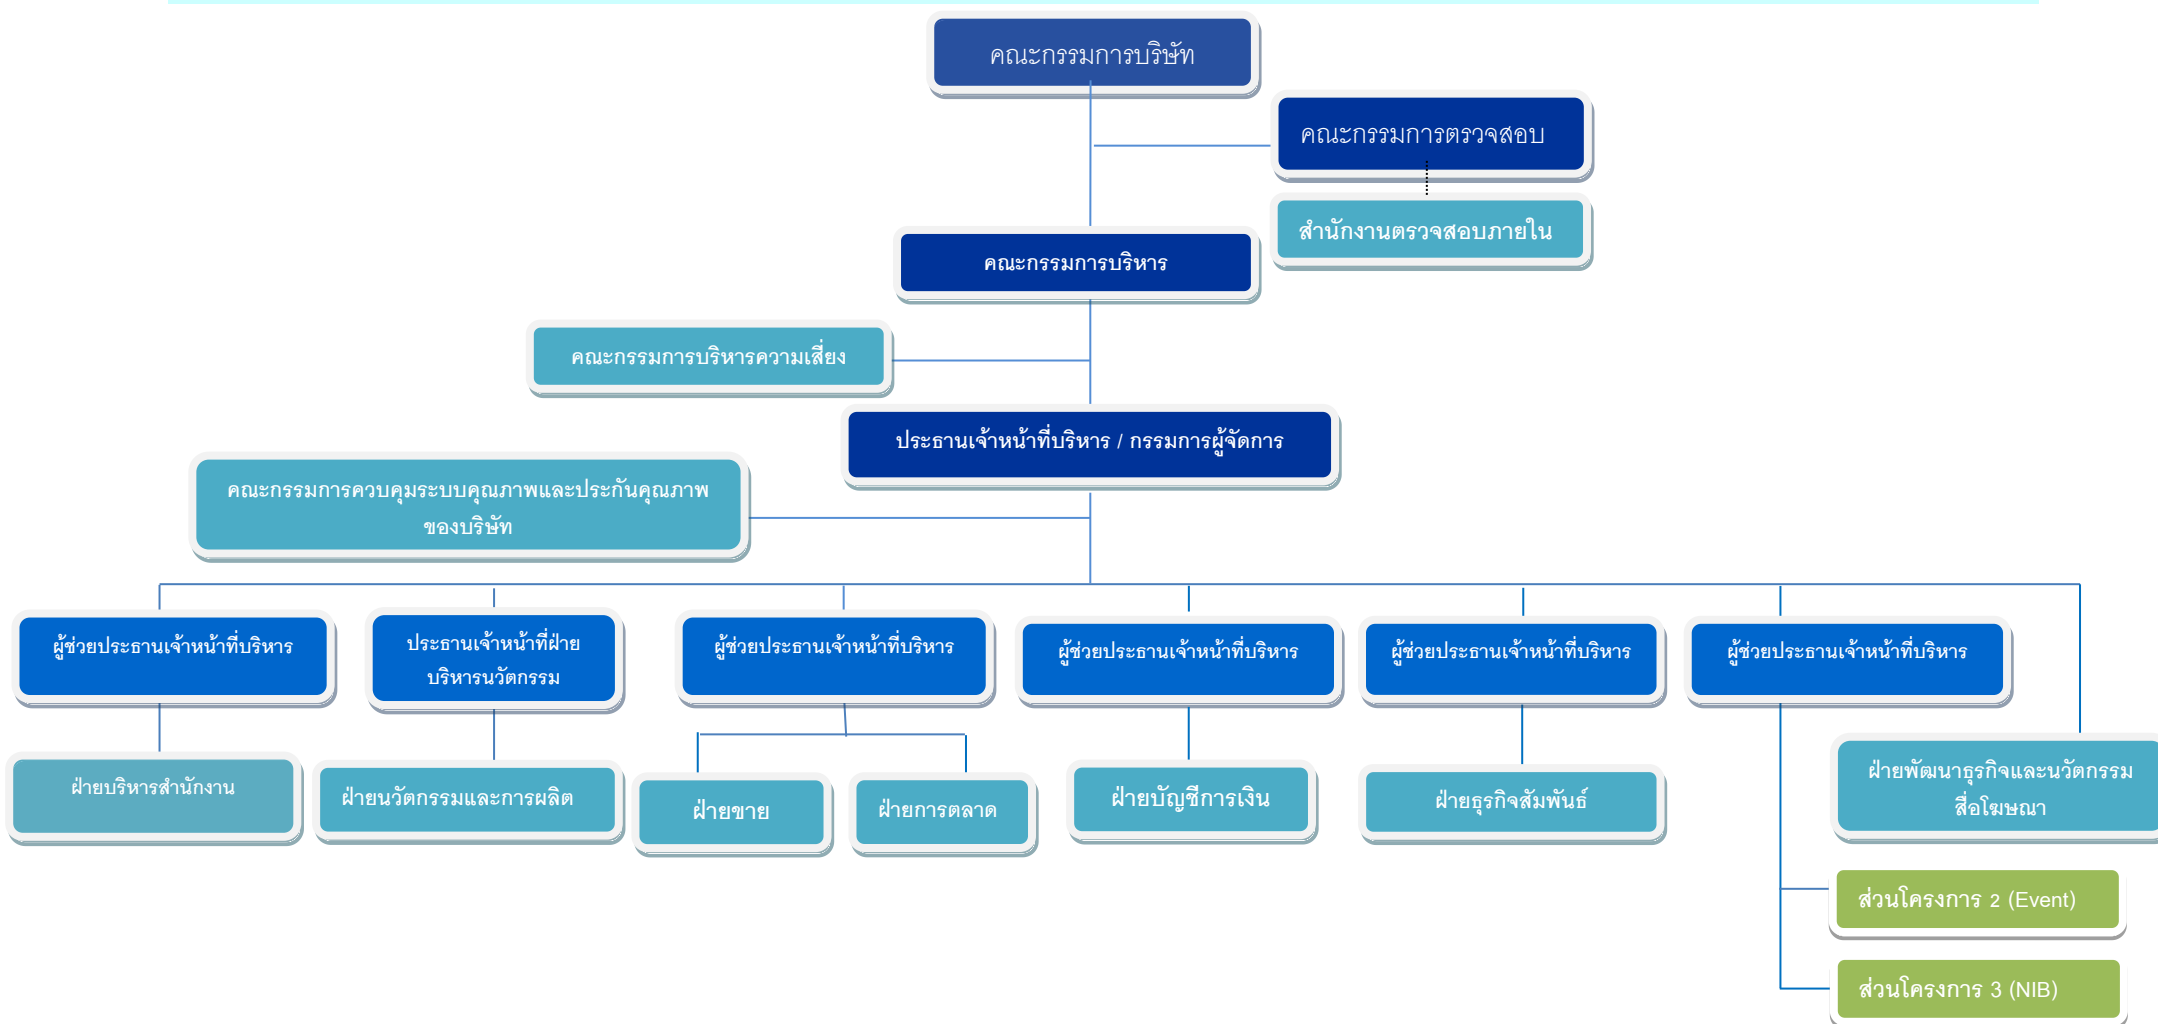 คณะกรรมการบริษัท
คณะกรรมการตรวจสอบ
สำนักงานตรวจสอบภายใน
คณะกรรมการบริหาร
คณะกรรมการบริหารความเสี่ยง
ประธานเจ้าหน้าที่บริหาร / กรรมการผู้จัดการ
คณะกรรมการควบคุมระบบคุณภาพและประกันคุณภาพ
ของบริษัท
ผู้ช่วยประธานเจ้าหน้าที่บริหาร
ประธานเจ้าหน้าที่ฝ่าย
บริหารนวัตกรรม
ผู้ช่วยประธานเจ้าหน้าที่บริหาร
ผู้ช่วยประธานเจ้าหน้าที่บริหาร
ผู้ช่วยประธานเจ้าหน้าที่บริหาร
ผู้ช่วยประธานเจ้าหน้าที่บริหาร
ฝ่ายบริหารสำนักงาน
ฝ่ายนวัตกรรมและการผลิต
ฝ่ายขาย
ฝ่ายการตลาด
ฝ่ายบัญชีการเงิน
ฝ่ายธุรกิจสัมพันธ์
ฝ่ายพัฒนาธุรกิจและนวัตกรรม
สื่อโฆษณา
ส่วนโครงการ 2 (Event)
ส่วนโครงการ 3 (NIB)